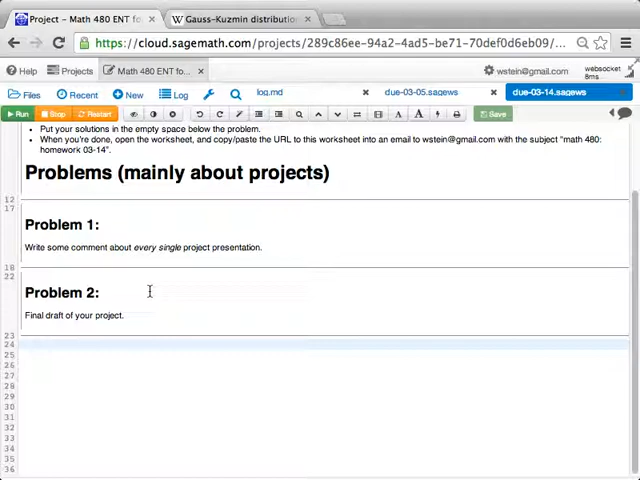 Project – Math 480 ENT fo
Gauss-Kuzmin distributio
https://cloud.sagemath.com/projects/289c86ee-94a2-4ad5-be71-70def0d6eb09/...
Help
Projects
Math 480 ENT fo...
wstein@gmail.com
websocket
8ms
Files
Recent
New
Log
log.md
due-03-05.sagews
due-03-14.sagews
Run
Stop
Restart
A
A
Save
Put your solutions in the empty space below the problem.
When you're done, open the worksheet, and copy/paste the URL to this worksheet into an email to wstein@gmail.com with the subject "math 480:
homework 03-14".
Problems (mainly about projects)
12
17
Problem 1:
Write some comment about every single project presentation.
18
22
Problem 2:
Final draft of your project.
23
24
25
26
27
28
29
30
31
32
33
34
35
36